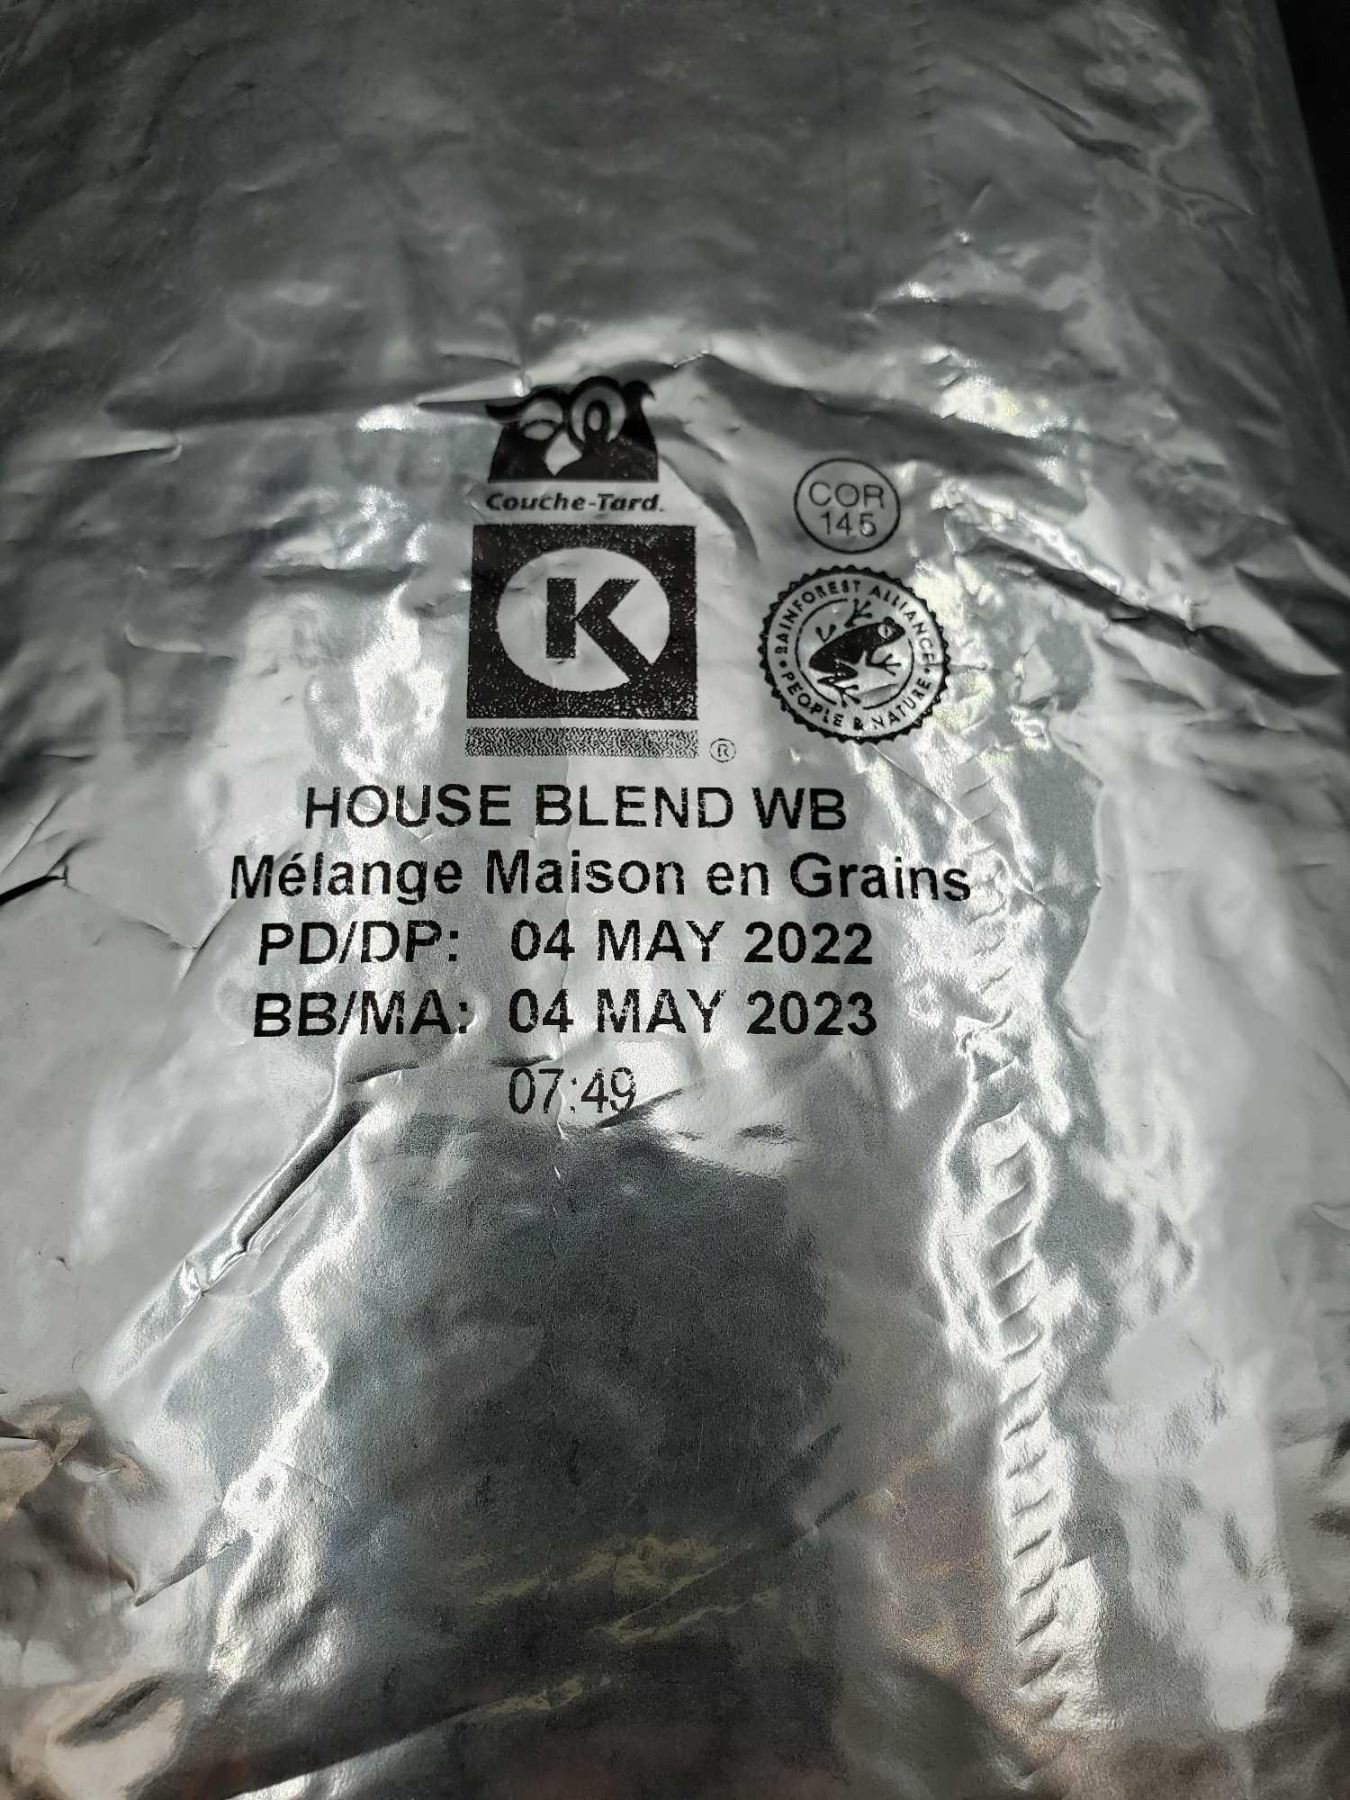 Couche-Tard.
K
®
COR
145
RAINFOREST ALLIANCE
PEOPLE & NATURE
HOUSE BLEND WB
Mélange Maison en Grains
PD/DP: 04 MAY 2022
BB/MA: 04 MAY 2023
07:49